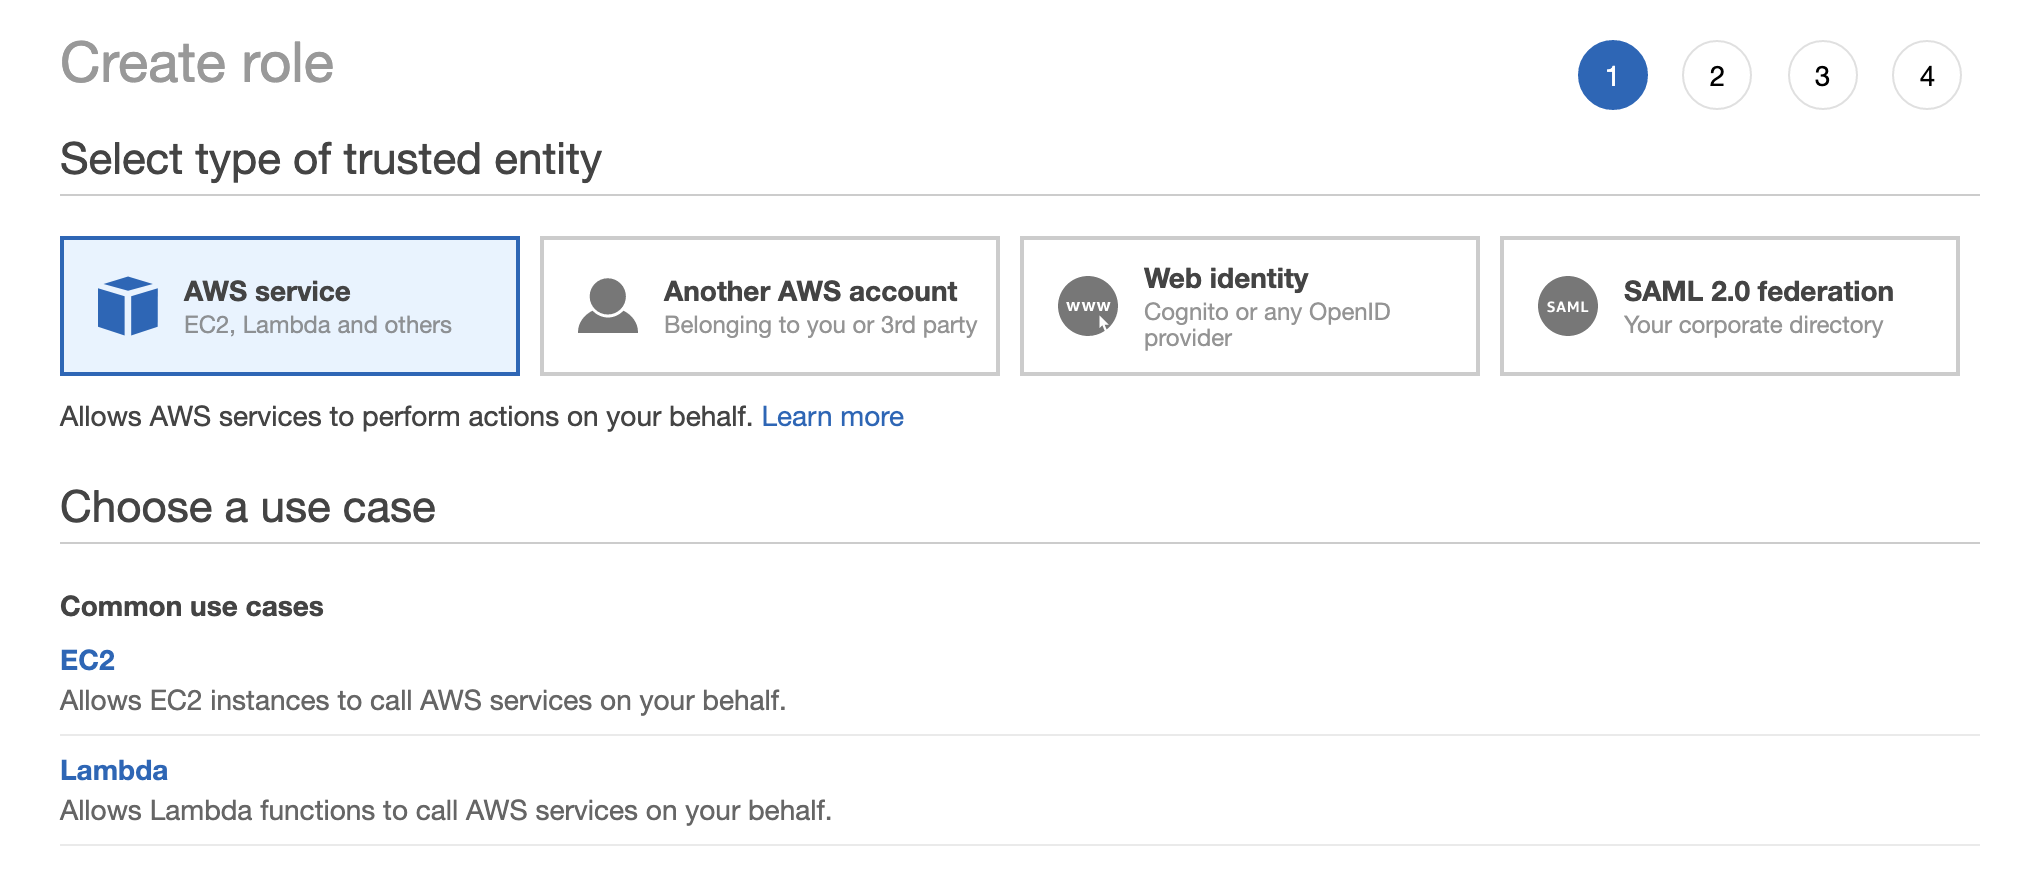 Create role
1 2 3 4
Select type of trusted entity
AWS service
EC2, Lambda and others
Another AWS account
Belonging to you or 3rd party
www
Web identity
Cognito or any OpenID
provider
SAML
SAML 2.0 federation
Your corporate directory
Allows AWS services to perform actions on your behalf. Learn more
Choose a use case
Common use cases
EC2
Allows EC2 instances to call AWS services on your behalf.
Lambda
Allows Lambda functions to call AWS services on your behalf.